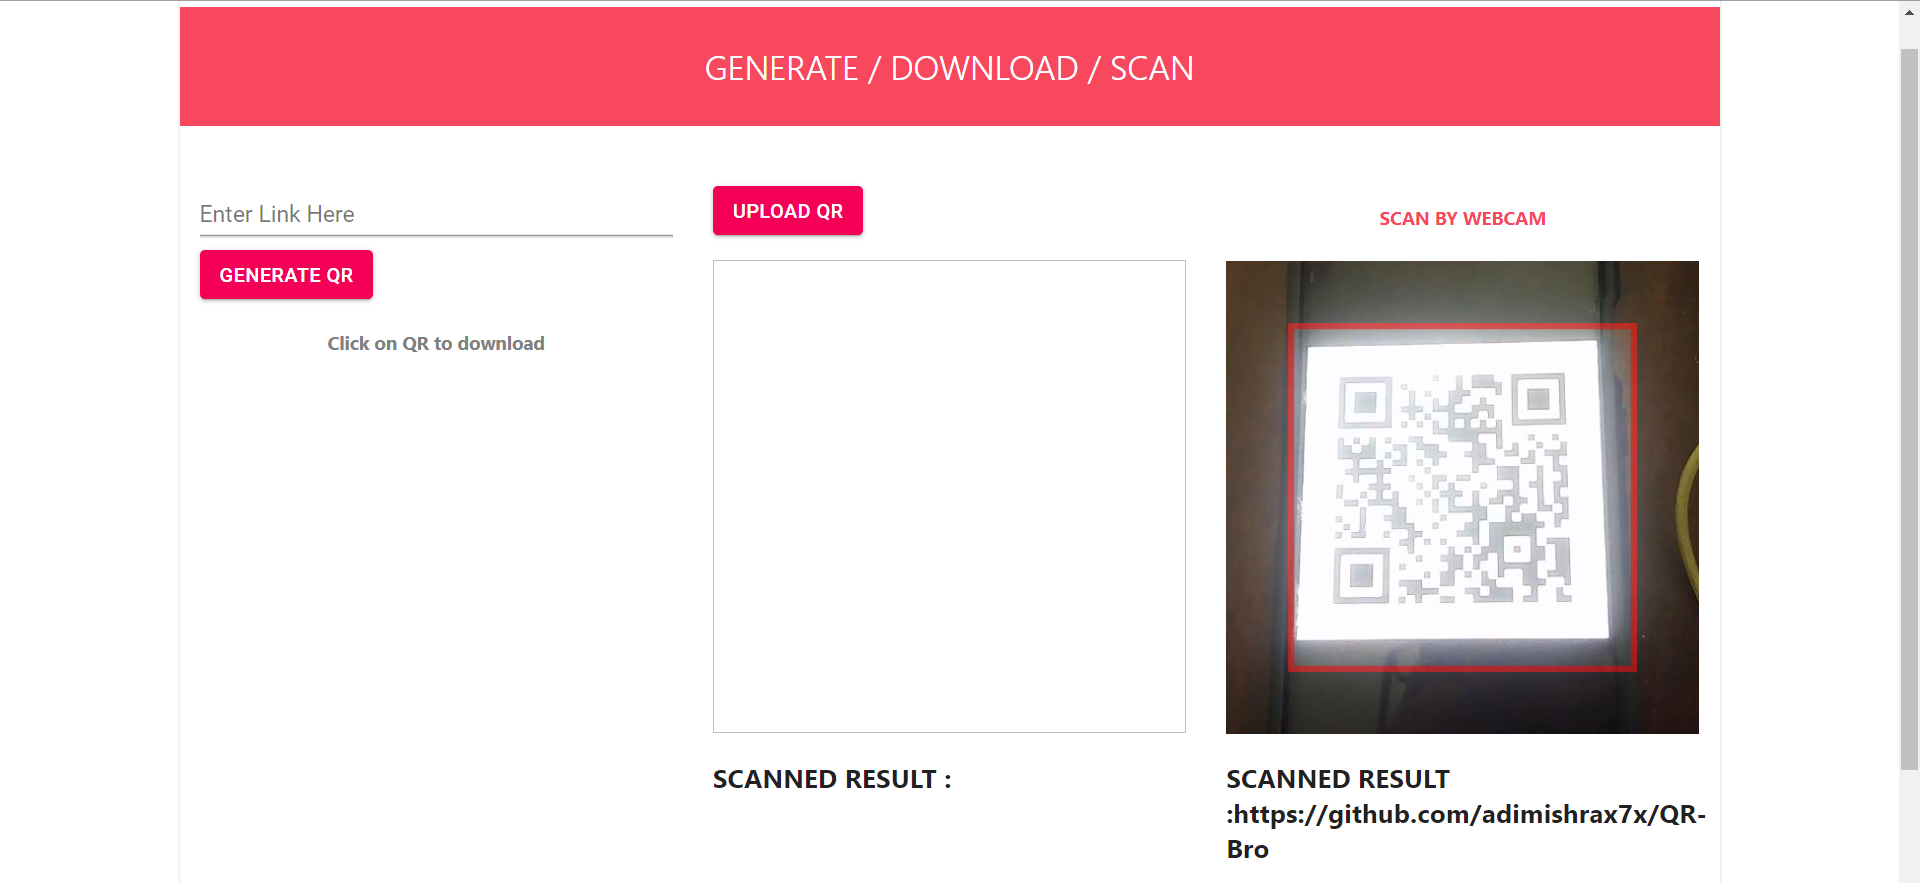 GENERATE / DOWNLOAD / SCAN
Enter Link Here
GENERATE QR
Click on QR to download
UPLOAD QR
SCANNED RESULT :
SCAN BY WEBCAM
SCANNED RESULT
:https://github.com/adimishrax7x/QR-
Bro